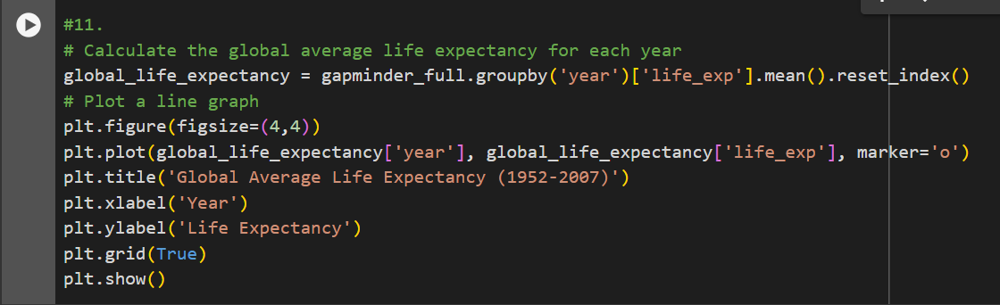 #11.
# Calculate the global average life expectancy for each year
global_life_expectancy = gapminder_full.groupby('year')['life_exp'].mean().reset_index()
# Plot a line graph
plt.figure(figsize=(4,4))
plt.plot(global_life_expectancy['year'], global_life_expectancy['life_exp'], marker='o')
plt.title('Global Average Life Expectancy (1952-2007)')
plt.xlabel('Year')
plt.ylabel('Life Expectancy')
plt.grid(True)
plt.show()